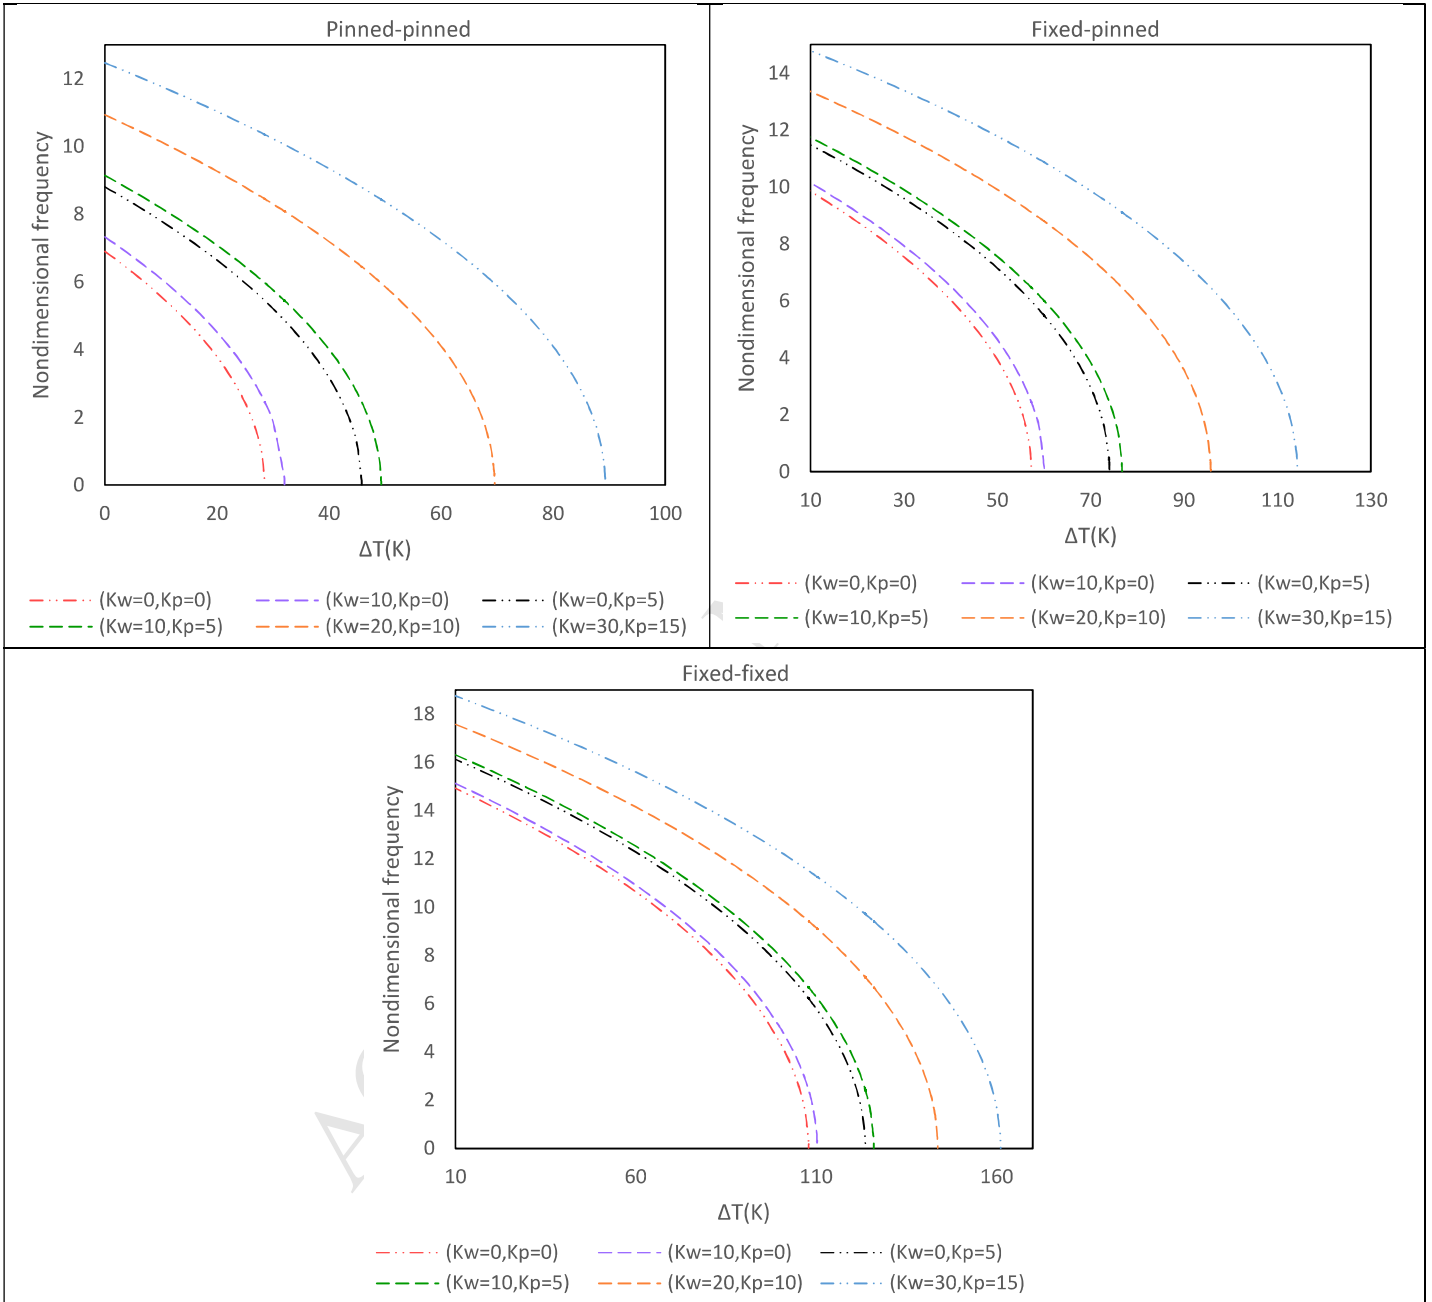 Pinned-pinned
Nondimensional frequency
12
10
8
6
4
2
0
0 20 40 60 80 100
ΔT(K)
(Kw=0,Kp=0) (Kw=10,Kp=0) (Kw=0,Kp=5)
(Kw=10,Kp=5) (Kw=20,Kp=10) (Kw=30,Kp=15)
Fixed-pinned
Nondimensional frequency
14
12
10
8
6
4
2
0
10 30 50 70 90 110 130
ΔT(K)
(Kw=0,Kp=0) (Kw=10,Kp=0) (Kw=0,Kp=5)
(Kw=10,Kp=5) (Kw=20,Kp=10) (Kw=30,Kp=15)
Fixed-fixed
Nondimensional frequency
18
16
14
12
10
8
6
4
2
0
10 60 110 160
ΔT(K)
(Kw=0,Kp=0) (Kw=10,Kp=0) (Kw=0,Kp=5)
(Kw=10,Kp=5) (Kw=20,Kp=10) (Kw=30,Kp=15)